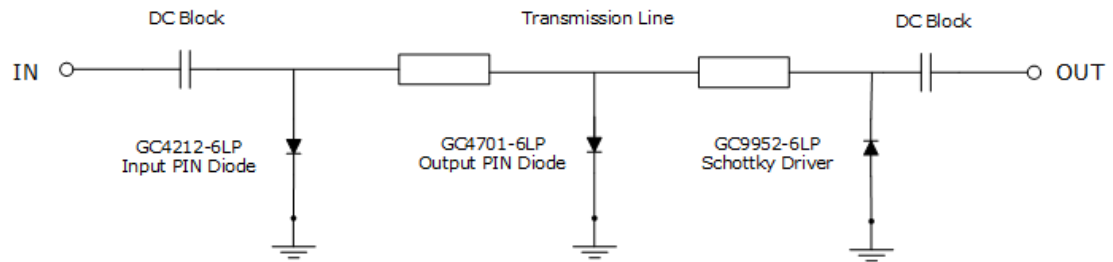 DC Block
Transmission Line
DC Block
IN
OUT
GC4212-6LP
Input PIN Diode
GC4701-6LP
Output PIN Diode
GC9952-6LP
Schottky Driver